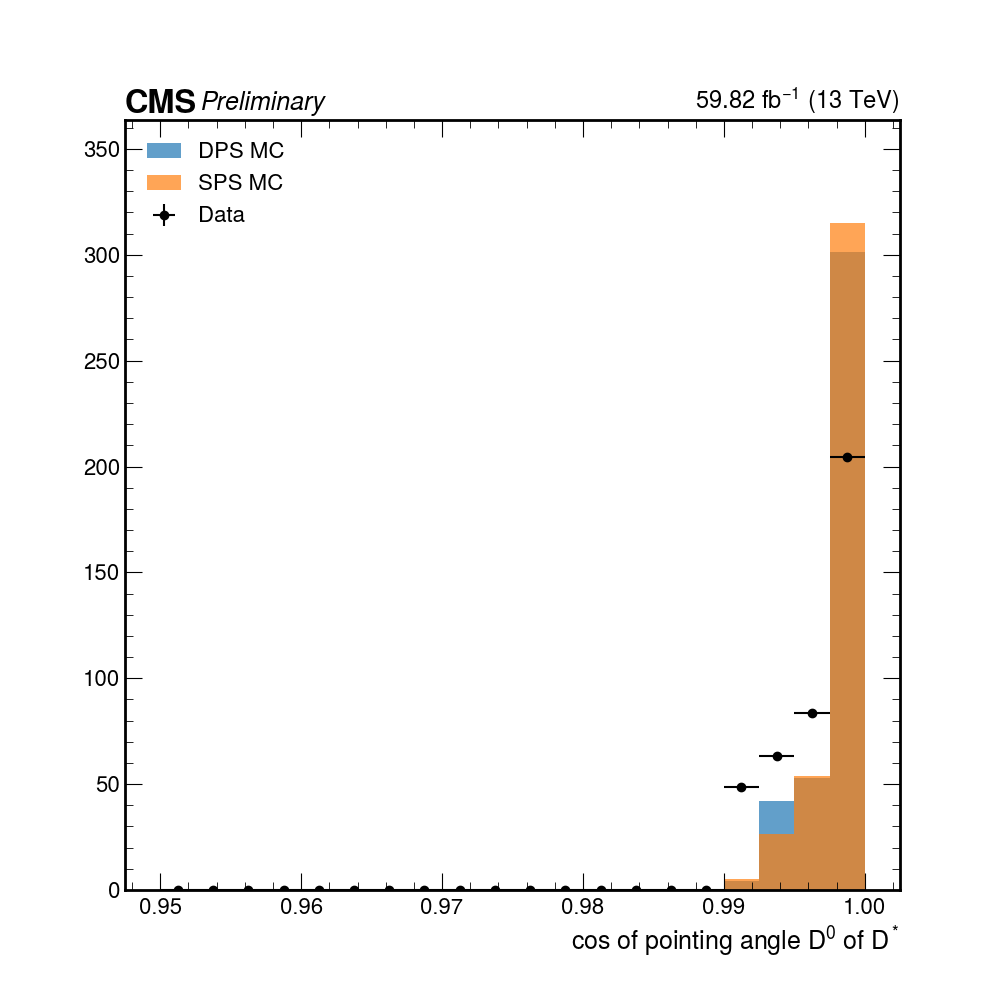 CMS Preliminary 59.82 fb⁻¹ (13 TeV)
350
DPS MC
SPS MC
Data
300
250
200
150
100
50
0
0.95 0.96 0.97 0.98 0.99 1.00
cos of pointing angle D⁰ of D*